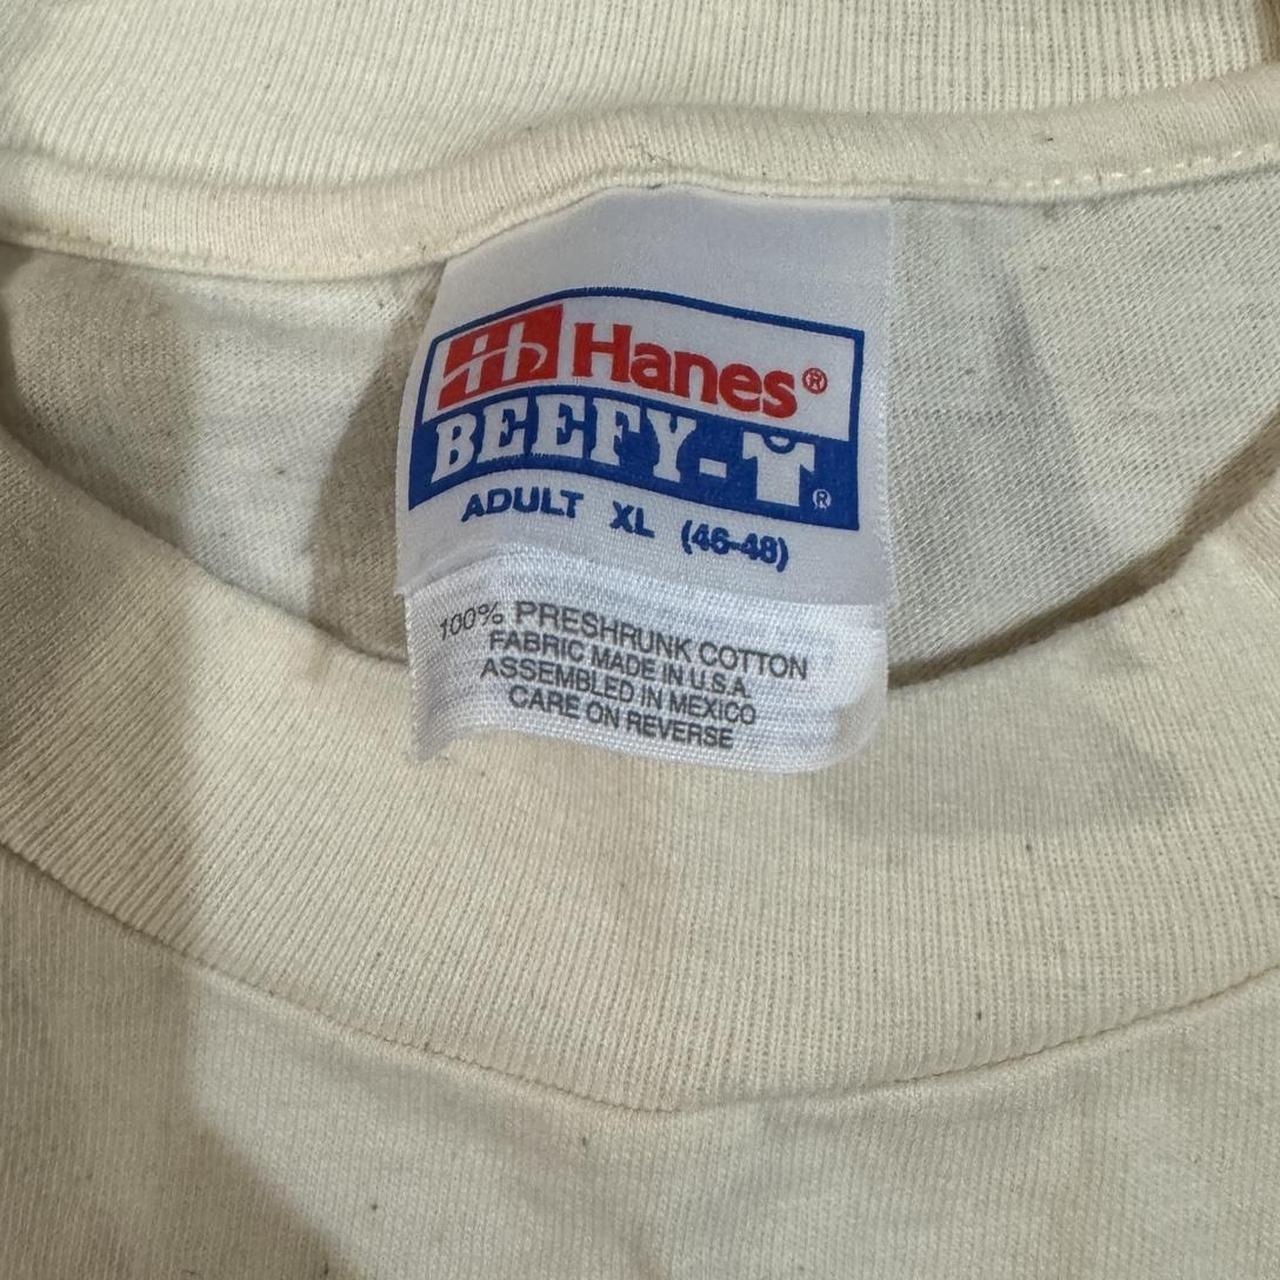 Hanes®
BEEFY-T®
ADULT XL (46-48)
100% PRESHRUNK COTTON
FABRIC MADE IN U.S.A.
ASSEMBLED IN MEXICO
CARE ON REVERSE